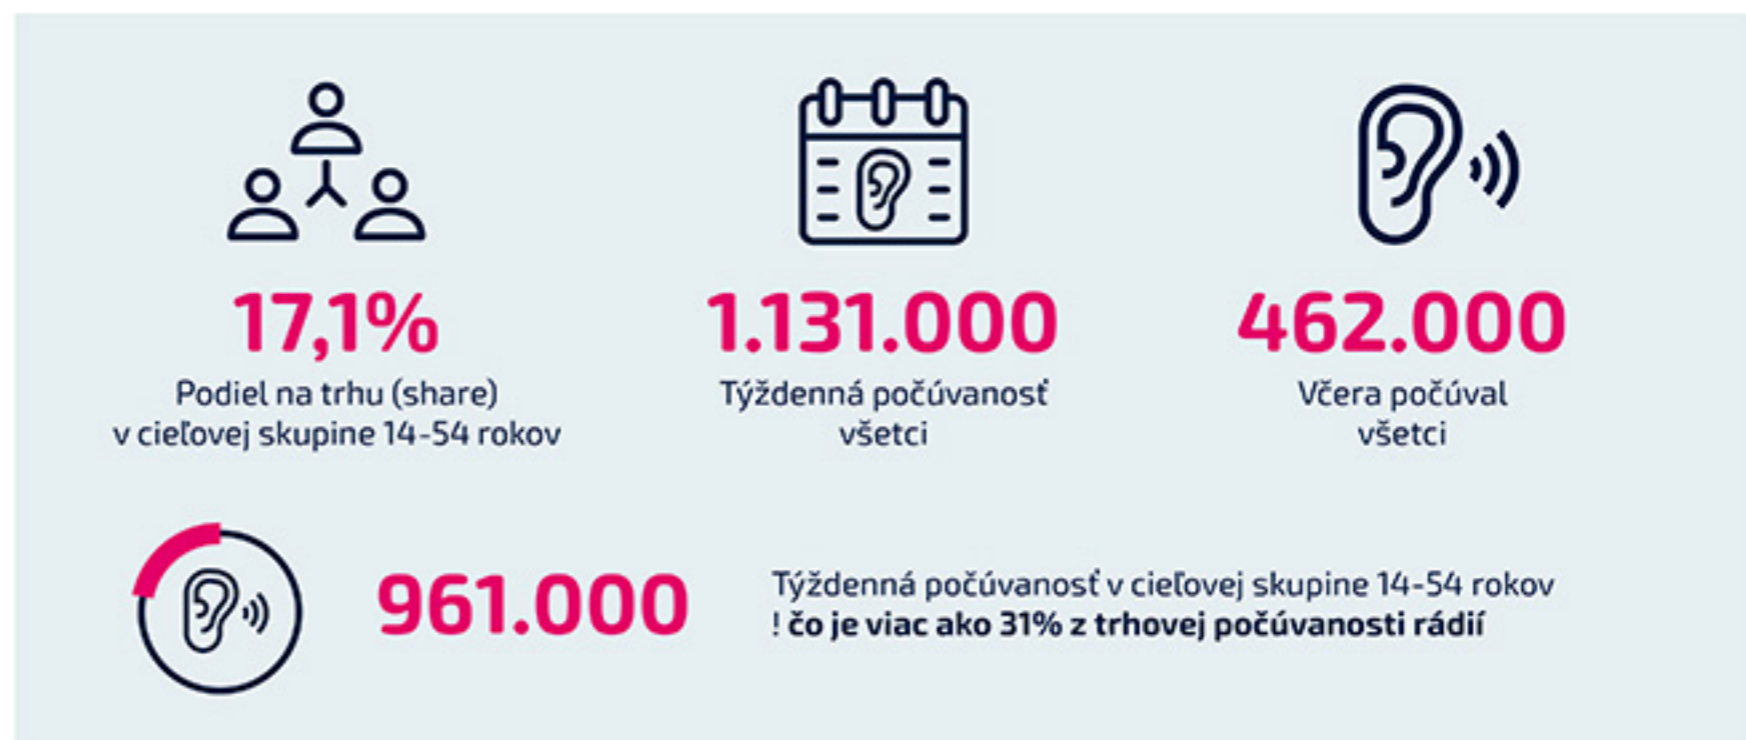 17,1%
Podiel na trhu (share)
v cieľovej skupine 14-54 rokov
1.131.000
Týždenná počúvanosť
všetci
462.000
Včera počúval
všetci
961.000
Týždenná počúvanosť v cieľovej skupine 14-54 rokov
! čo je viac ako 31% z trhovej počúvanosti rádií